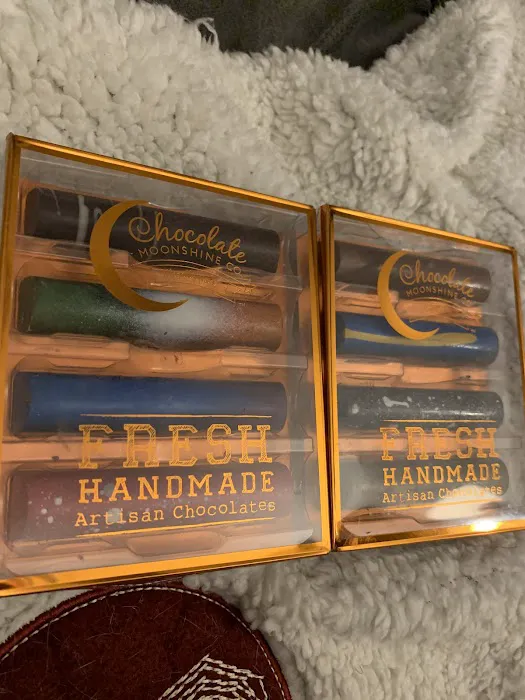 Chocolate
MOONSHINE CO
FRESH
HANDMADE
Artisan Chocolates
Chocolate
MOONSHINE CO
FRESH
HANDMADE
Artisan Chocolates